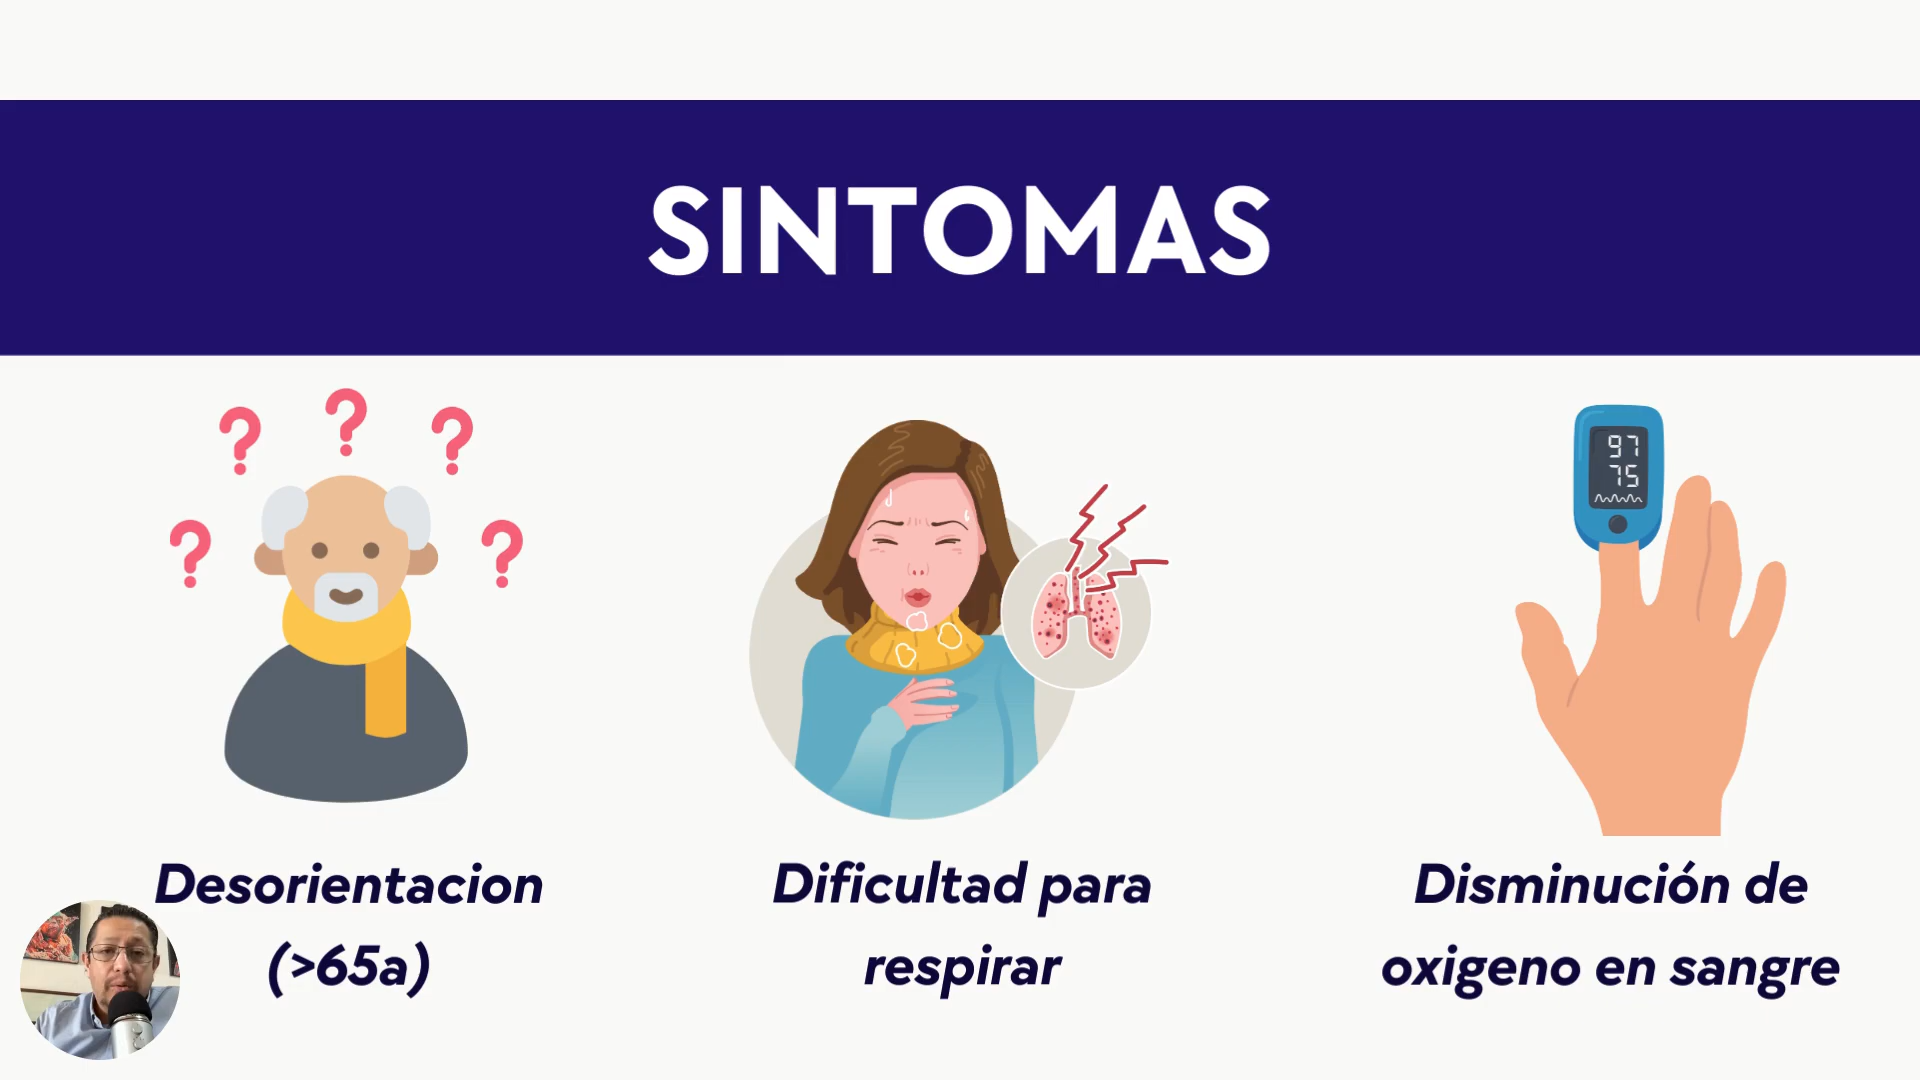 SINTOMAS
? ? ? ? ?
97
75
Desorientacion
(>65a)
Dificultad para
respirar
Disminución de
oxigeno en sangre